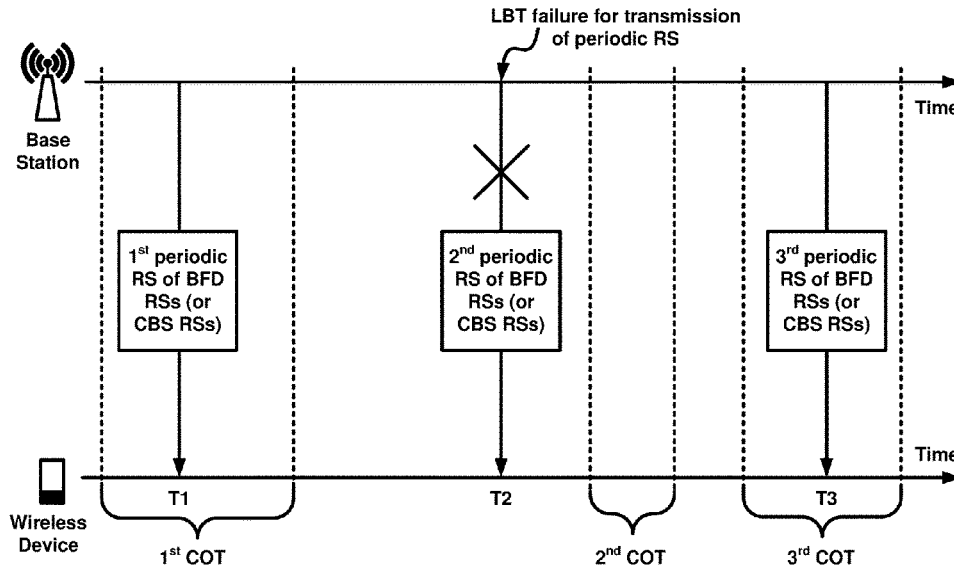 LBT failure for transmission
of periodic RS
Base
Station
Time
1st periodic
RS of BFD
RSs (or
CBS RSs)
2nd periodic
RS of BFD
RSs (or
CBS RSs)
3rd periodic
RS of BFD
RSs (or
CBS RSs)
Time
Wireless
Device
T1
T2
T3
1st COT
2nd COT
3rd COT